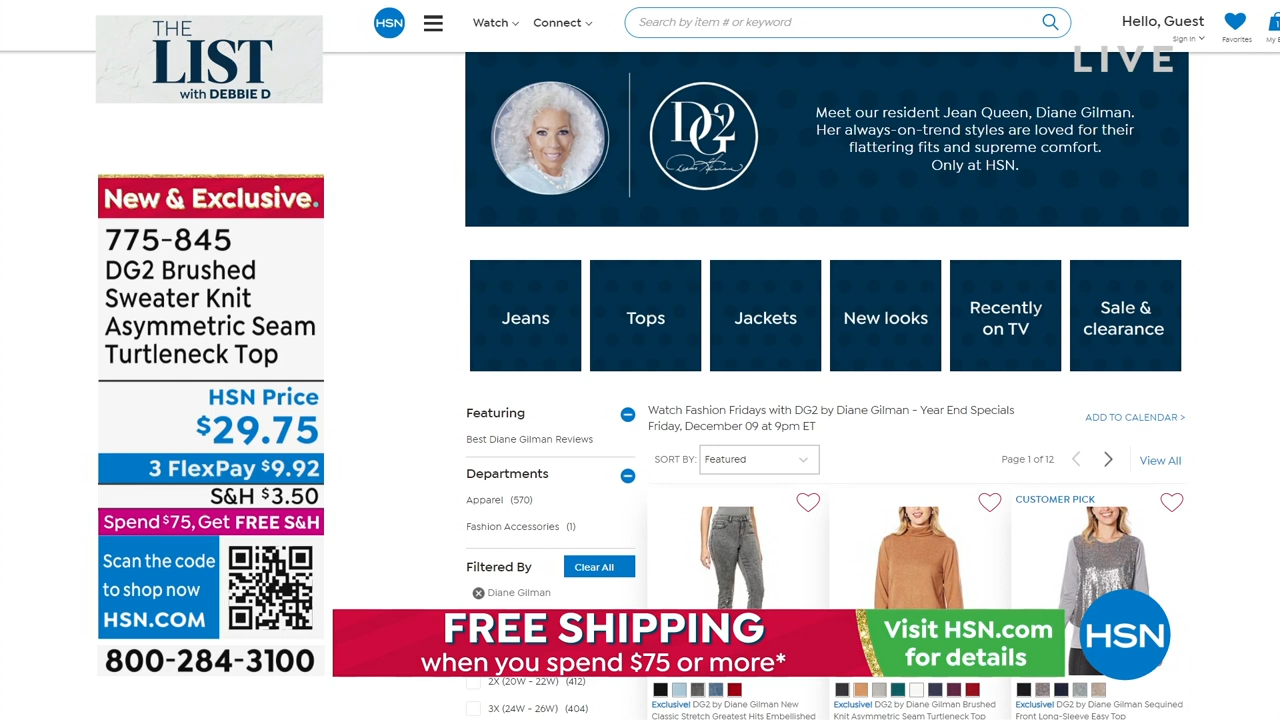 THE
LIST
with DEBBIE D
New & Exclusive.
775-845
DG2 Brushed
Sweater Knit
Asymmetric Seam
Turtleneck Top
HSN Price
$29.75
3 FlexPay $9.92
S&H $3.50
Spend $75, Get FREE S&H
Scan the code
to shop now
HSN.COM
800-284-3100
HSN
Watch
Connect
Search by item # or keyword
Hello, Guest
Sign In
Favorites
LIVE
DG2
Diane Gilman
Meet our resident Jean Queen, Diane Gilman.
Her always-on-trend styles are loved for their
flattering fits and supreme comfort.
Only at HSN.
Jeans
Tops
Jackets
New looks
Recently
on TV
Sale &
clearance
Featuring
Best Diane Gilman Reviews
Departments
Apparel (570)
Fashion Accessories (1)
Filtered By
Clear All
Diane Gilman
2X (20W - 22W) (412)
3X (24W - 26W) (404)
Watch Fashion Fridays with DG2 by Diane Gilman - Year End Specials
Friday, December 09 at 9pm ET
ADD TO CALENDAR >
SORT BY:
Featured
Page 1 of 12
View All
CUSTOMER PICK
FREE SHIPPING
when you spend $75 or more*
Visit HSN.com
for details
HSN
Exclusive! DG2 by Diane Gilman New
Classic Stretch Greatest Hits Embellished
Exclusive! DG2 by Diane Gilman Brushed
Knit Asymmetric Seam Turtleneck Top
Exclusive! DG2 by Diane Gilman Sequined
Front Long-Sleeve Easy Top